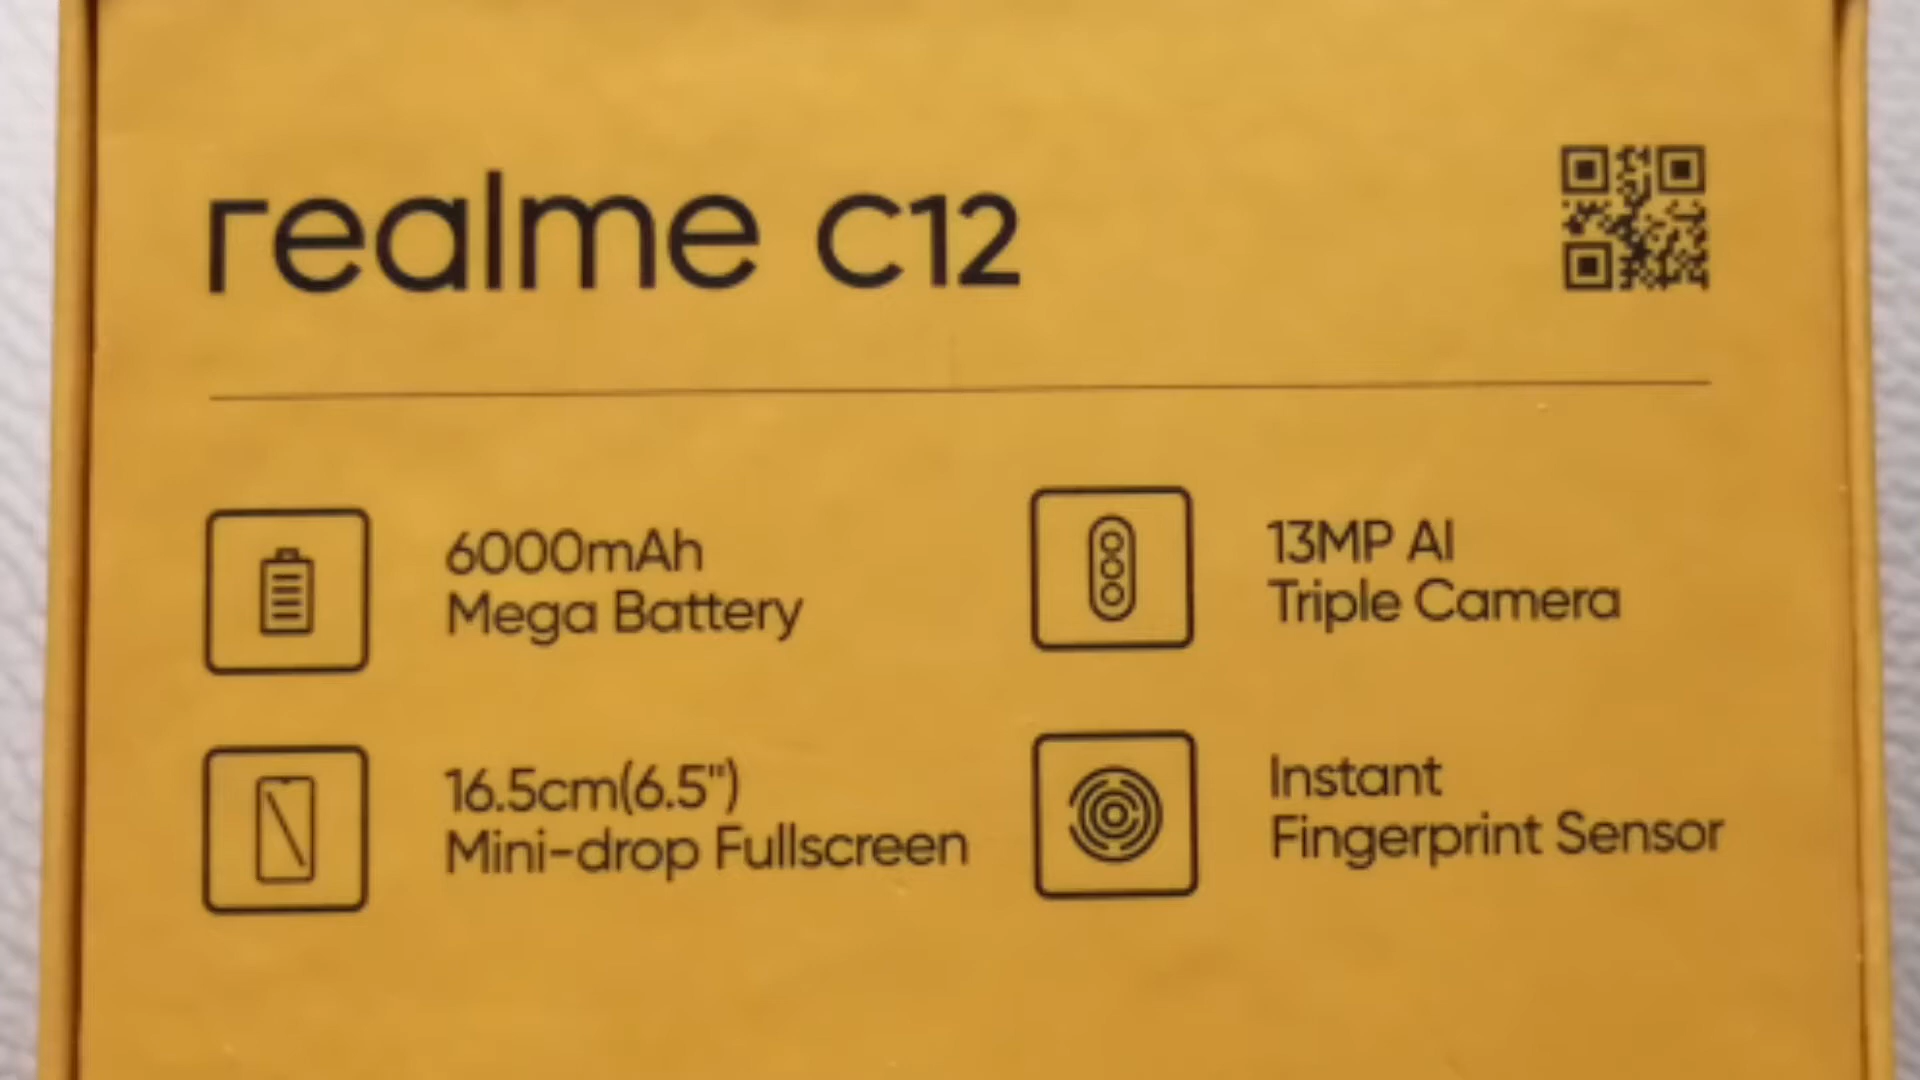 realme C12
6000mAh
Mega Battery
13MP AI
Triple Camera
16.5cm(6.5")
Mini-drop Fullscreen
Instant
Fingerprint Sensor